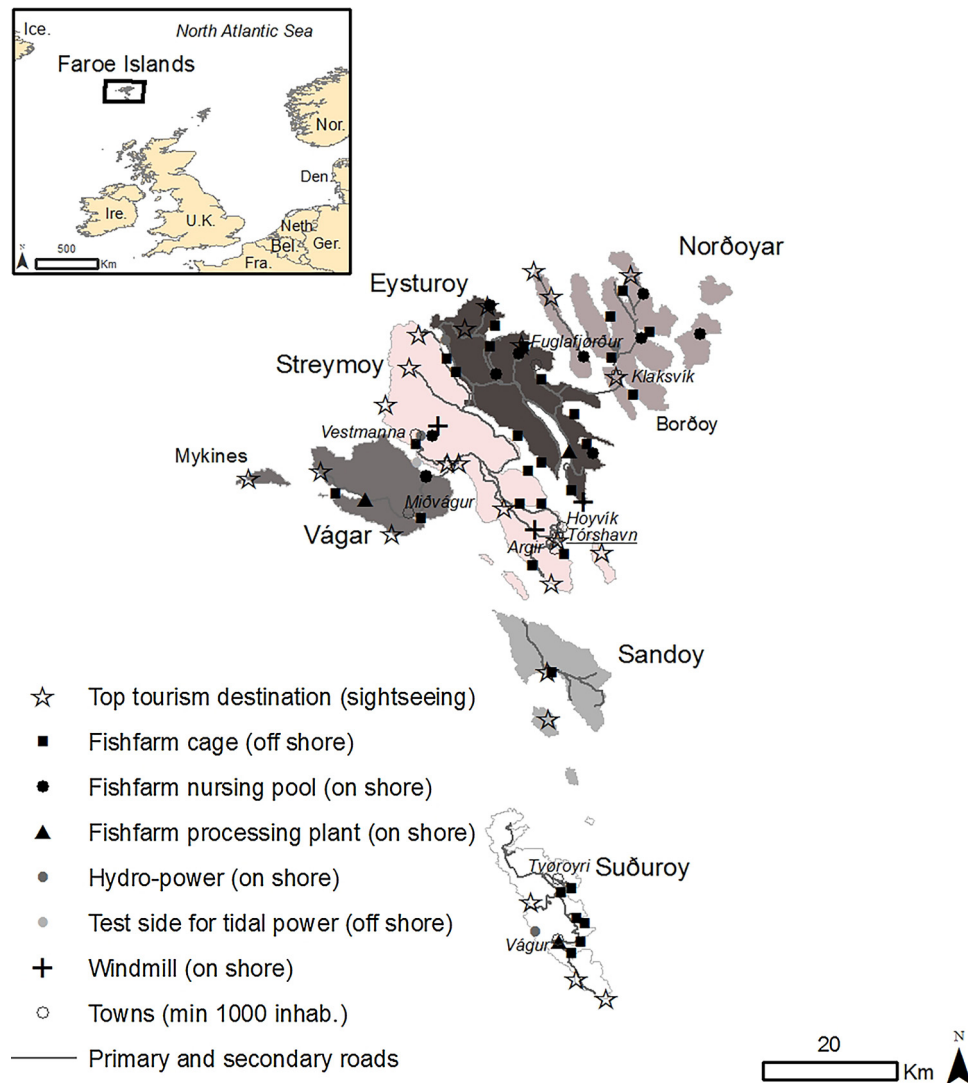 Ice.
North Atlantic Sea
Faroe Islands
Nor.
Den.
Ire.
U.K.
Neth.
Bel.
Ger.
Fra.
N
500
Km
Norðoyar
Eysturoy
Fuglafjørður
Streymoy
Klaksvík
Borðoy
Vestmanna
Mykines
Miðvágur
Vágar
Hoyvík
Tórshavn
Argir
Sandoy
Top tourism destination (sightseeing)
Fishfarm cage (off shore)
Fishfarm nursing pool (on shore)
Fishfarm processing plant (on shore)
Hydro-power (on shore)
Test side for tidal power (off shore)
Windmill (on shore)
Towns (min 1000 inhab.)
Primary and secondary roads
Tvøroyri
Suðuroy
Vágur
20
Km
N